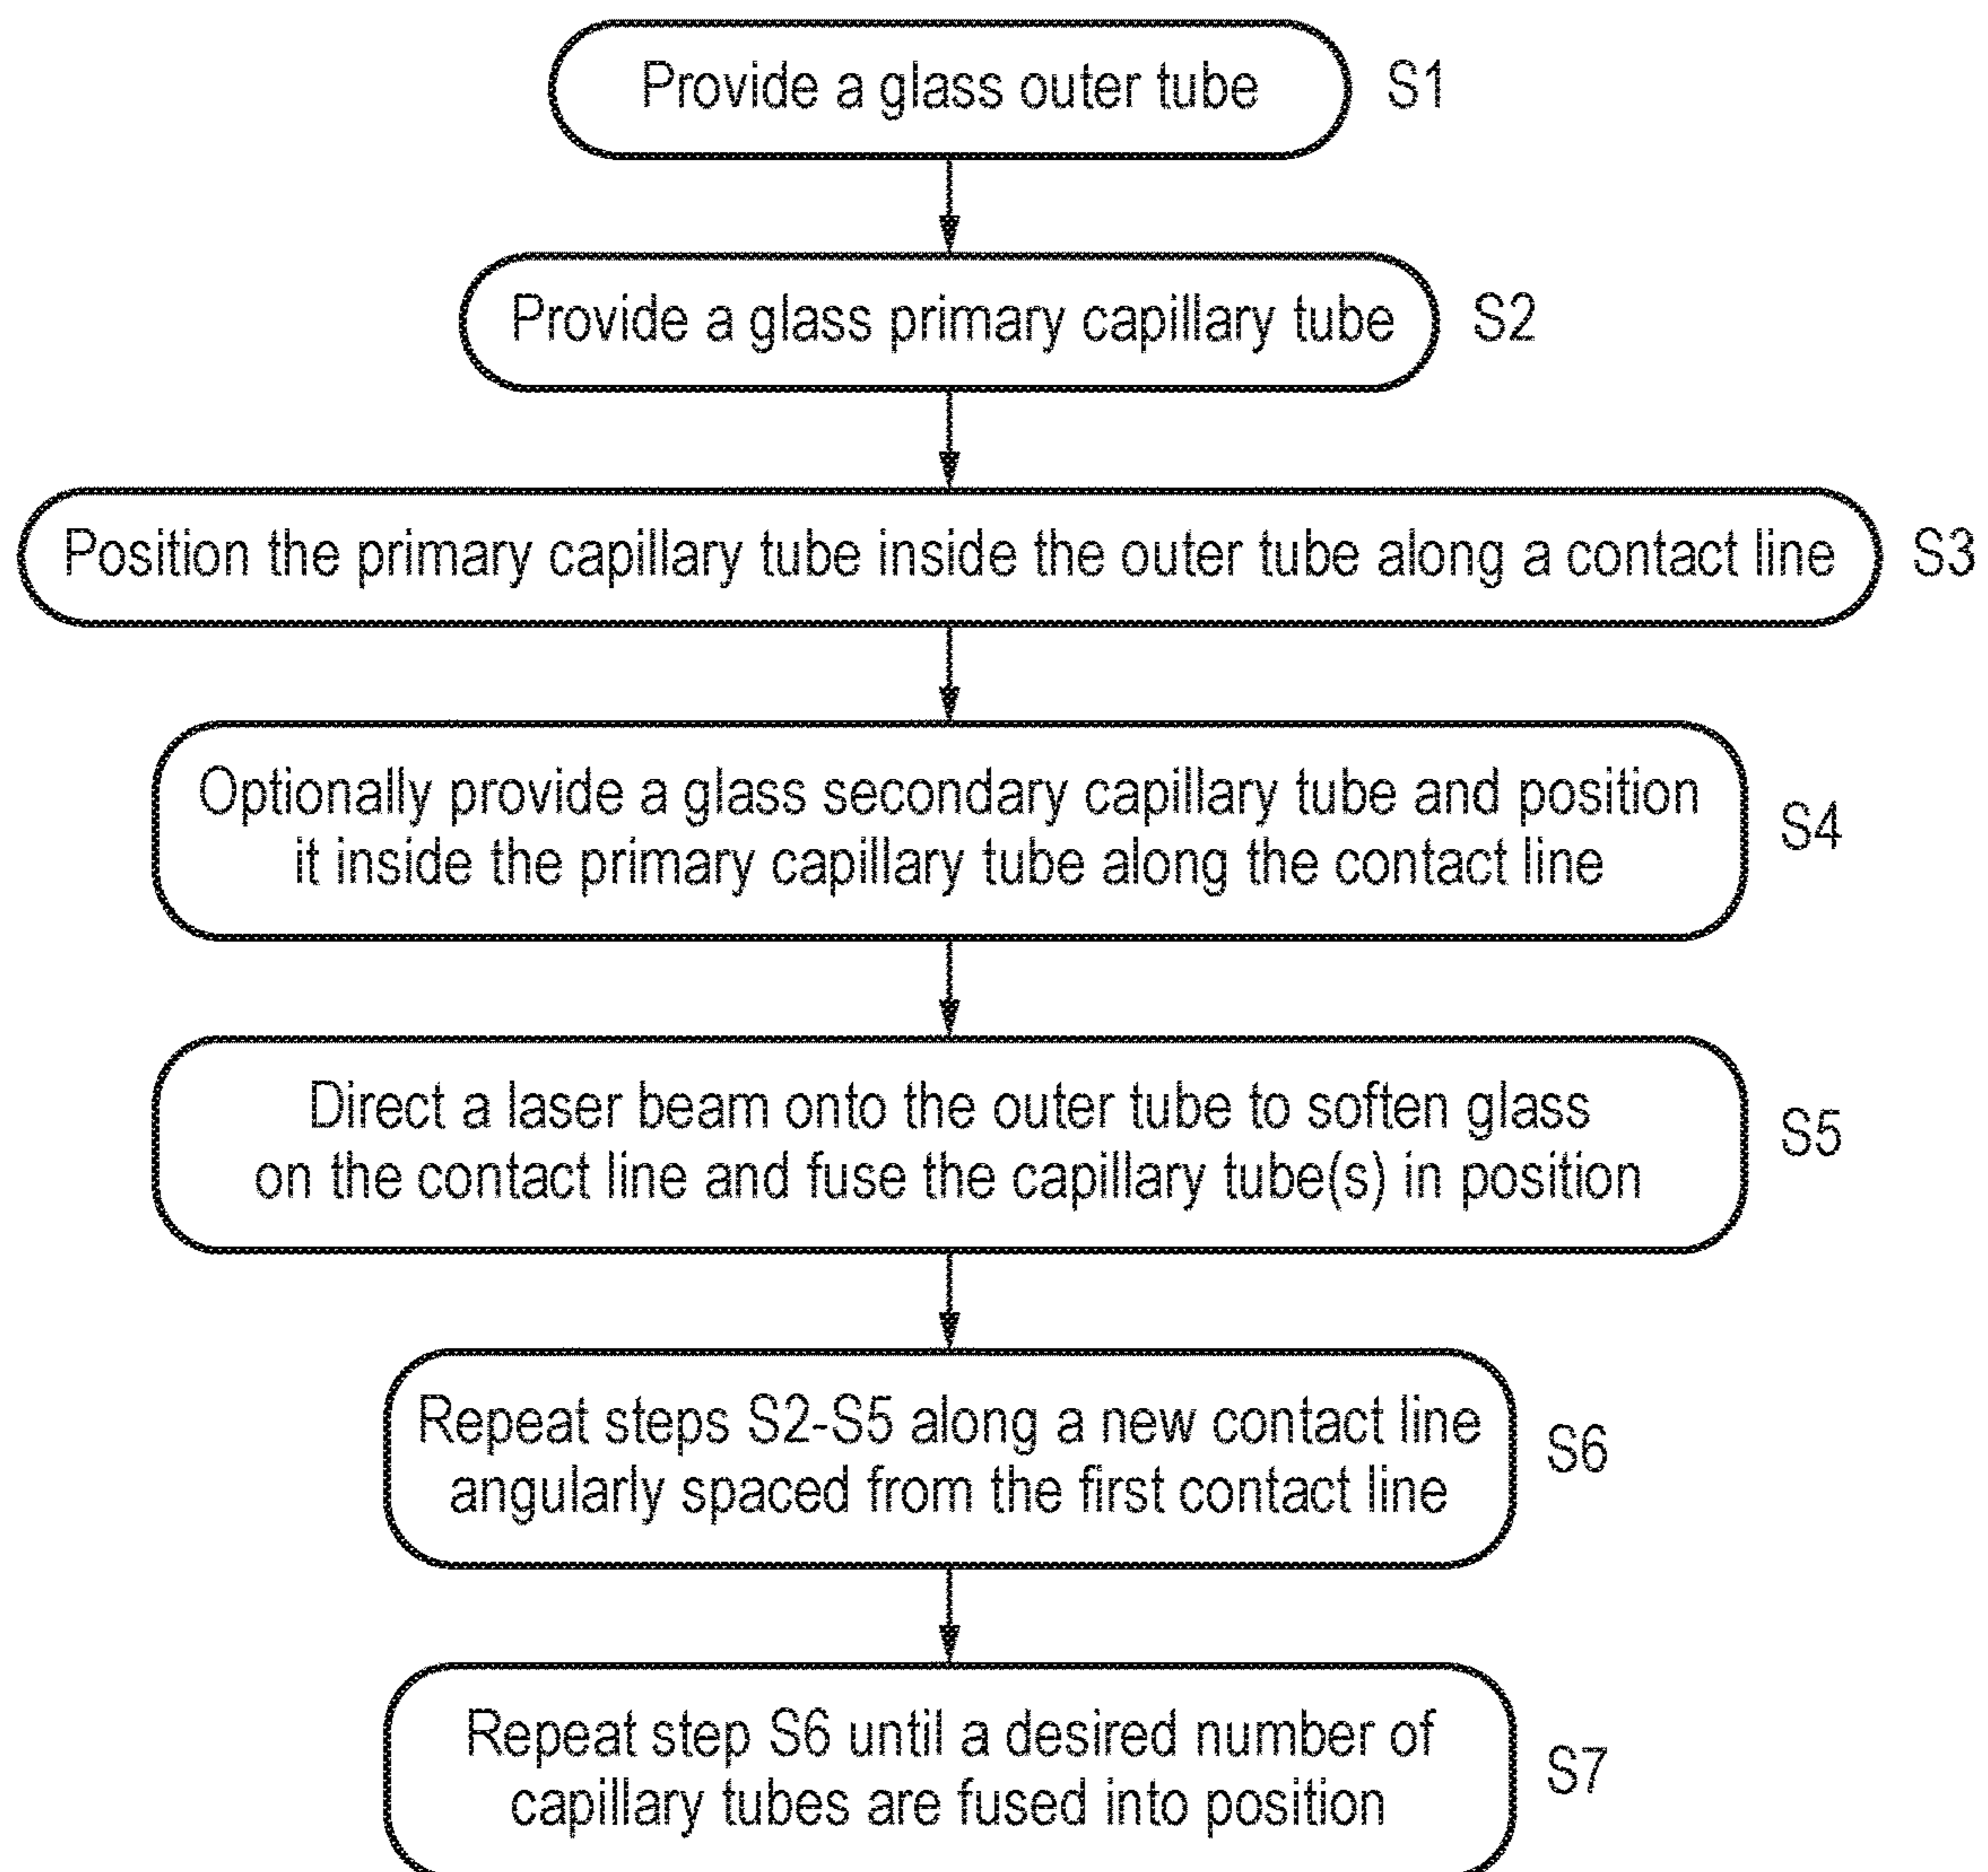 Provide a glass outer tube S1
Provide a glass primary capillary tube S2
Position the primary capillary tube inside the outer tube along a contact line S3
Optionally provide a glass secondary capillary tube and position
it inside the primary capillary tube along the contact line
S4
Direct a laser beam onto the outer tube to soften glass
on the contact line and fuse the capillary tube(s) in position
S5
Repeat steps S2-S5 along a new contact line
angularly spaced from the first contact line
S6
Repeat step S6 until a desired number of
capillary tubes are fused into position
S7